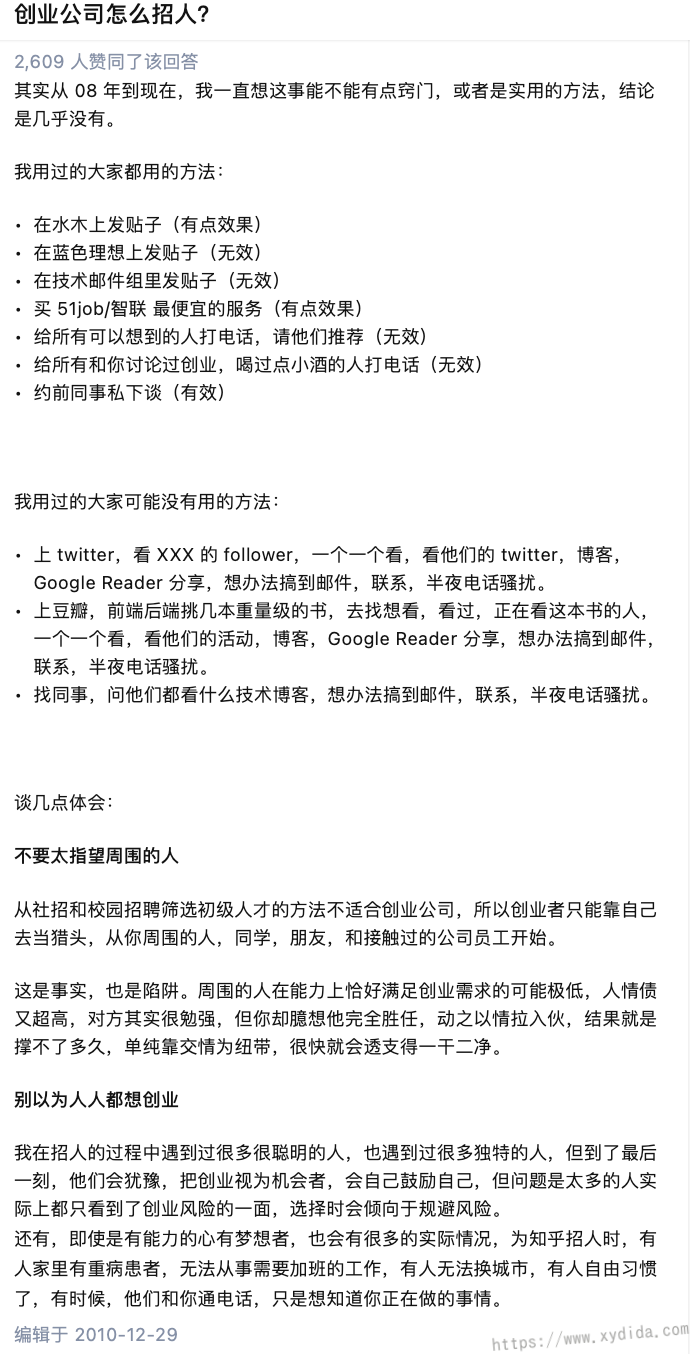 创业公司怎么招人?
2,609 人赞同了该回答
其实从 08 年到现在，我一直想这事能不能有点窍门，或者是实用的方法，结论
是几乎没有。
我用过的大家都用的方法：
• 在水木上发贴子（有点效果）
• 在蓝色理想上发贴子（无效）
• 在技术邮件组里发贴子（无效）
• 买 51job/智联 最便宜的服务（有点效果）
• 给所有可以想到的人打电话，请他们推荐（无效）
• 给所有和你讨论过创业，喝过点小酒的人打电话（无效）
• 约前同事私下谈（有效）
我用过的大家可能没有用的方法：
• 上 twitter，看 XXX 的 follower，一个一个看，看他们的 twitter，博客，
Google Reader 分享，想办法搞到邮件，联系，半夜电话骚扰。
• 上豆瓣，前端后端挑几本重量级的书，去找想看，看过，正在看这本书的人，
一个一个看，看他们的活动，博客，Google Reader 分享，想办法搞到邮件，
联系，半夜电话骚扰。
• 找同事，问他们都看什么技术博客，想办法搞到邮件，联系，半夜电话骚扰。
谈几点体会：
不要太指望周围的人
从社招和校园招聘筛选初级人才的方法不适合创业公司，所以创业者只能靠自己
去当猎头，从你周围的人，同学，朋友，和接触过的公司员工开始。
这是事实，也是陷阱。周围的人在能力上恰好满足创业需求的可能极低，人情债
又超高，对方其实很勉强，但你却臆想他完全胜任，动之以情拉入伙，结果就是
撑不了多久，单纯靠交情为纽带，很快就会透支得一干二净。
别以为人人都想创业
我在招人的过程中遇到过很多很聪明的人，也遇到过很多独特的人，但到了最后
一刻，他们会犹豫，把创业视为机会者，会自己鼓励自己，但问题是太多的人实
际上都只看到了创业风险的一面，选择时会倾向于规避风险。
还有，即使是有能力的心有梦想者，也会有很多的实际情况，为知乎招人时，有
人家里有重病患者，无法从事需要加班的工作，有人无法换城市，有人自由习惯
了，有时候，他们和你通电话，只是想知道你正在做的事情。
编辑于 2010-12-29
https://www.xydida.com